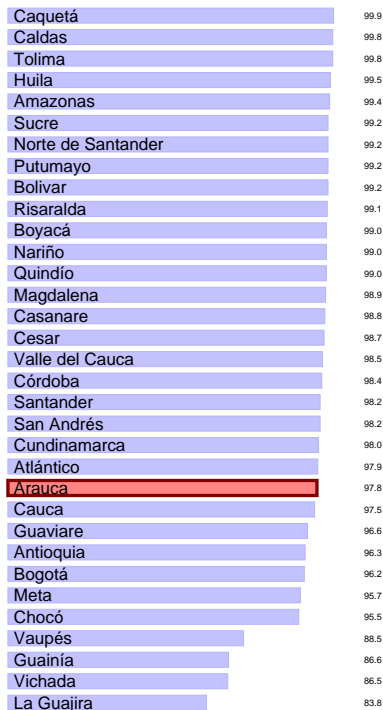 Caquetá 99.9
Caldas 99.8
Tolima 99.8
Huila 99.5
Amazonas 99.4
Sucre 99.2
Norte de Santander 99.2
Putumayo 99.2
Bolivar 99.2
Risaralda 99.1
Boyacá 99.0
Nariño 99.0
Quindío 99.0
Magdalena 98.9
Casanare 98.8
Cesar 98.7
Valle del Cauca 98.5
Córdoba 98.4
Santander 98.2
San Andrés 98.2
Cundinamarca 98.0
Atlántico 97.9
Arauca 97.8
Cauca 97.5
Guaviare 96.6
Antioquia 96.3
Bogotá 96.2
Meta 95.7
Chocó 95.5
Vaupés 88.5
Guainía 86.6
Vichada 86.5
La Guajira 83.8